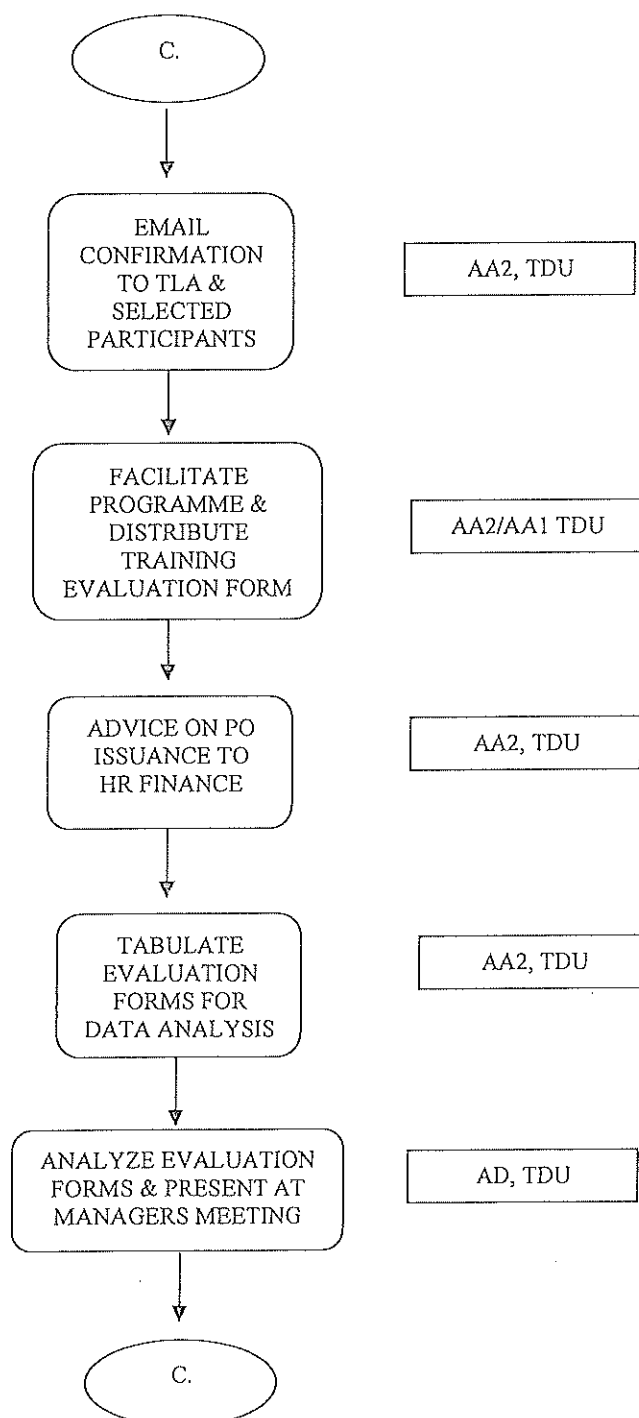 C.
EMAIL
CONFIRMATION
TO TLA &
SELECTED
PARTICIPANTS
AA2, TDU
FACILITATE
PROGRAMME &
DISTRIBUTE
TRAINING
EVALUATION FORM
AA2/AA1 TDU
ADVICE ON PO
ISSUANCE TO
HR FINANCE
AA2, TDU
TABULATE
EVALUATION
FORMS FOR
DATA ANALYSIS
AA2, TDU
ANALYZE EVALUATION
FORMS & PRESENT AT
MANAGERS MEETING
AD, TDU
C.